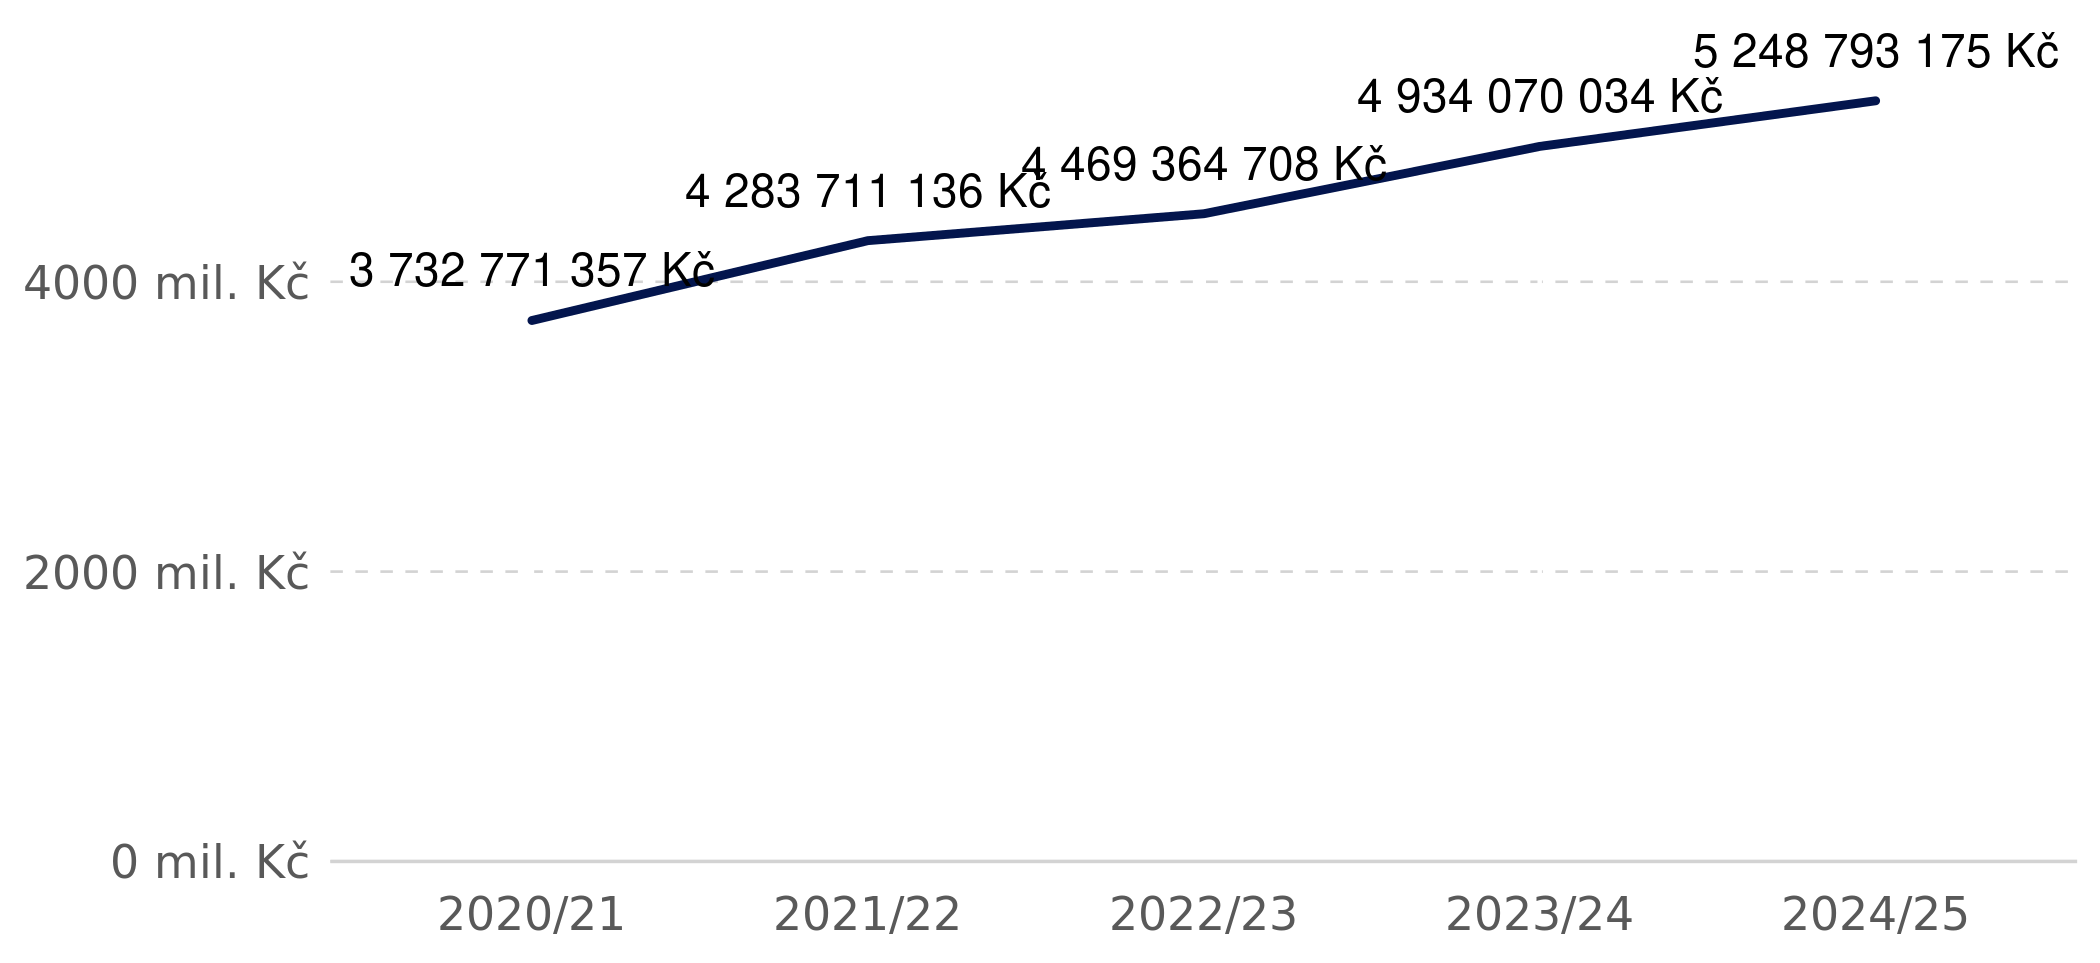 5 248 793 175 Kč
4 934 070 034 Kč
4 469 364 708 Kč
4 283 711 136 Kč
3 732 771 357 Kč
4000 mil. Kč
2000 mil. Kč
0 mil. Kč
2020/21 2021/22 2022/23 2023/24 2024/25